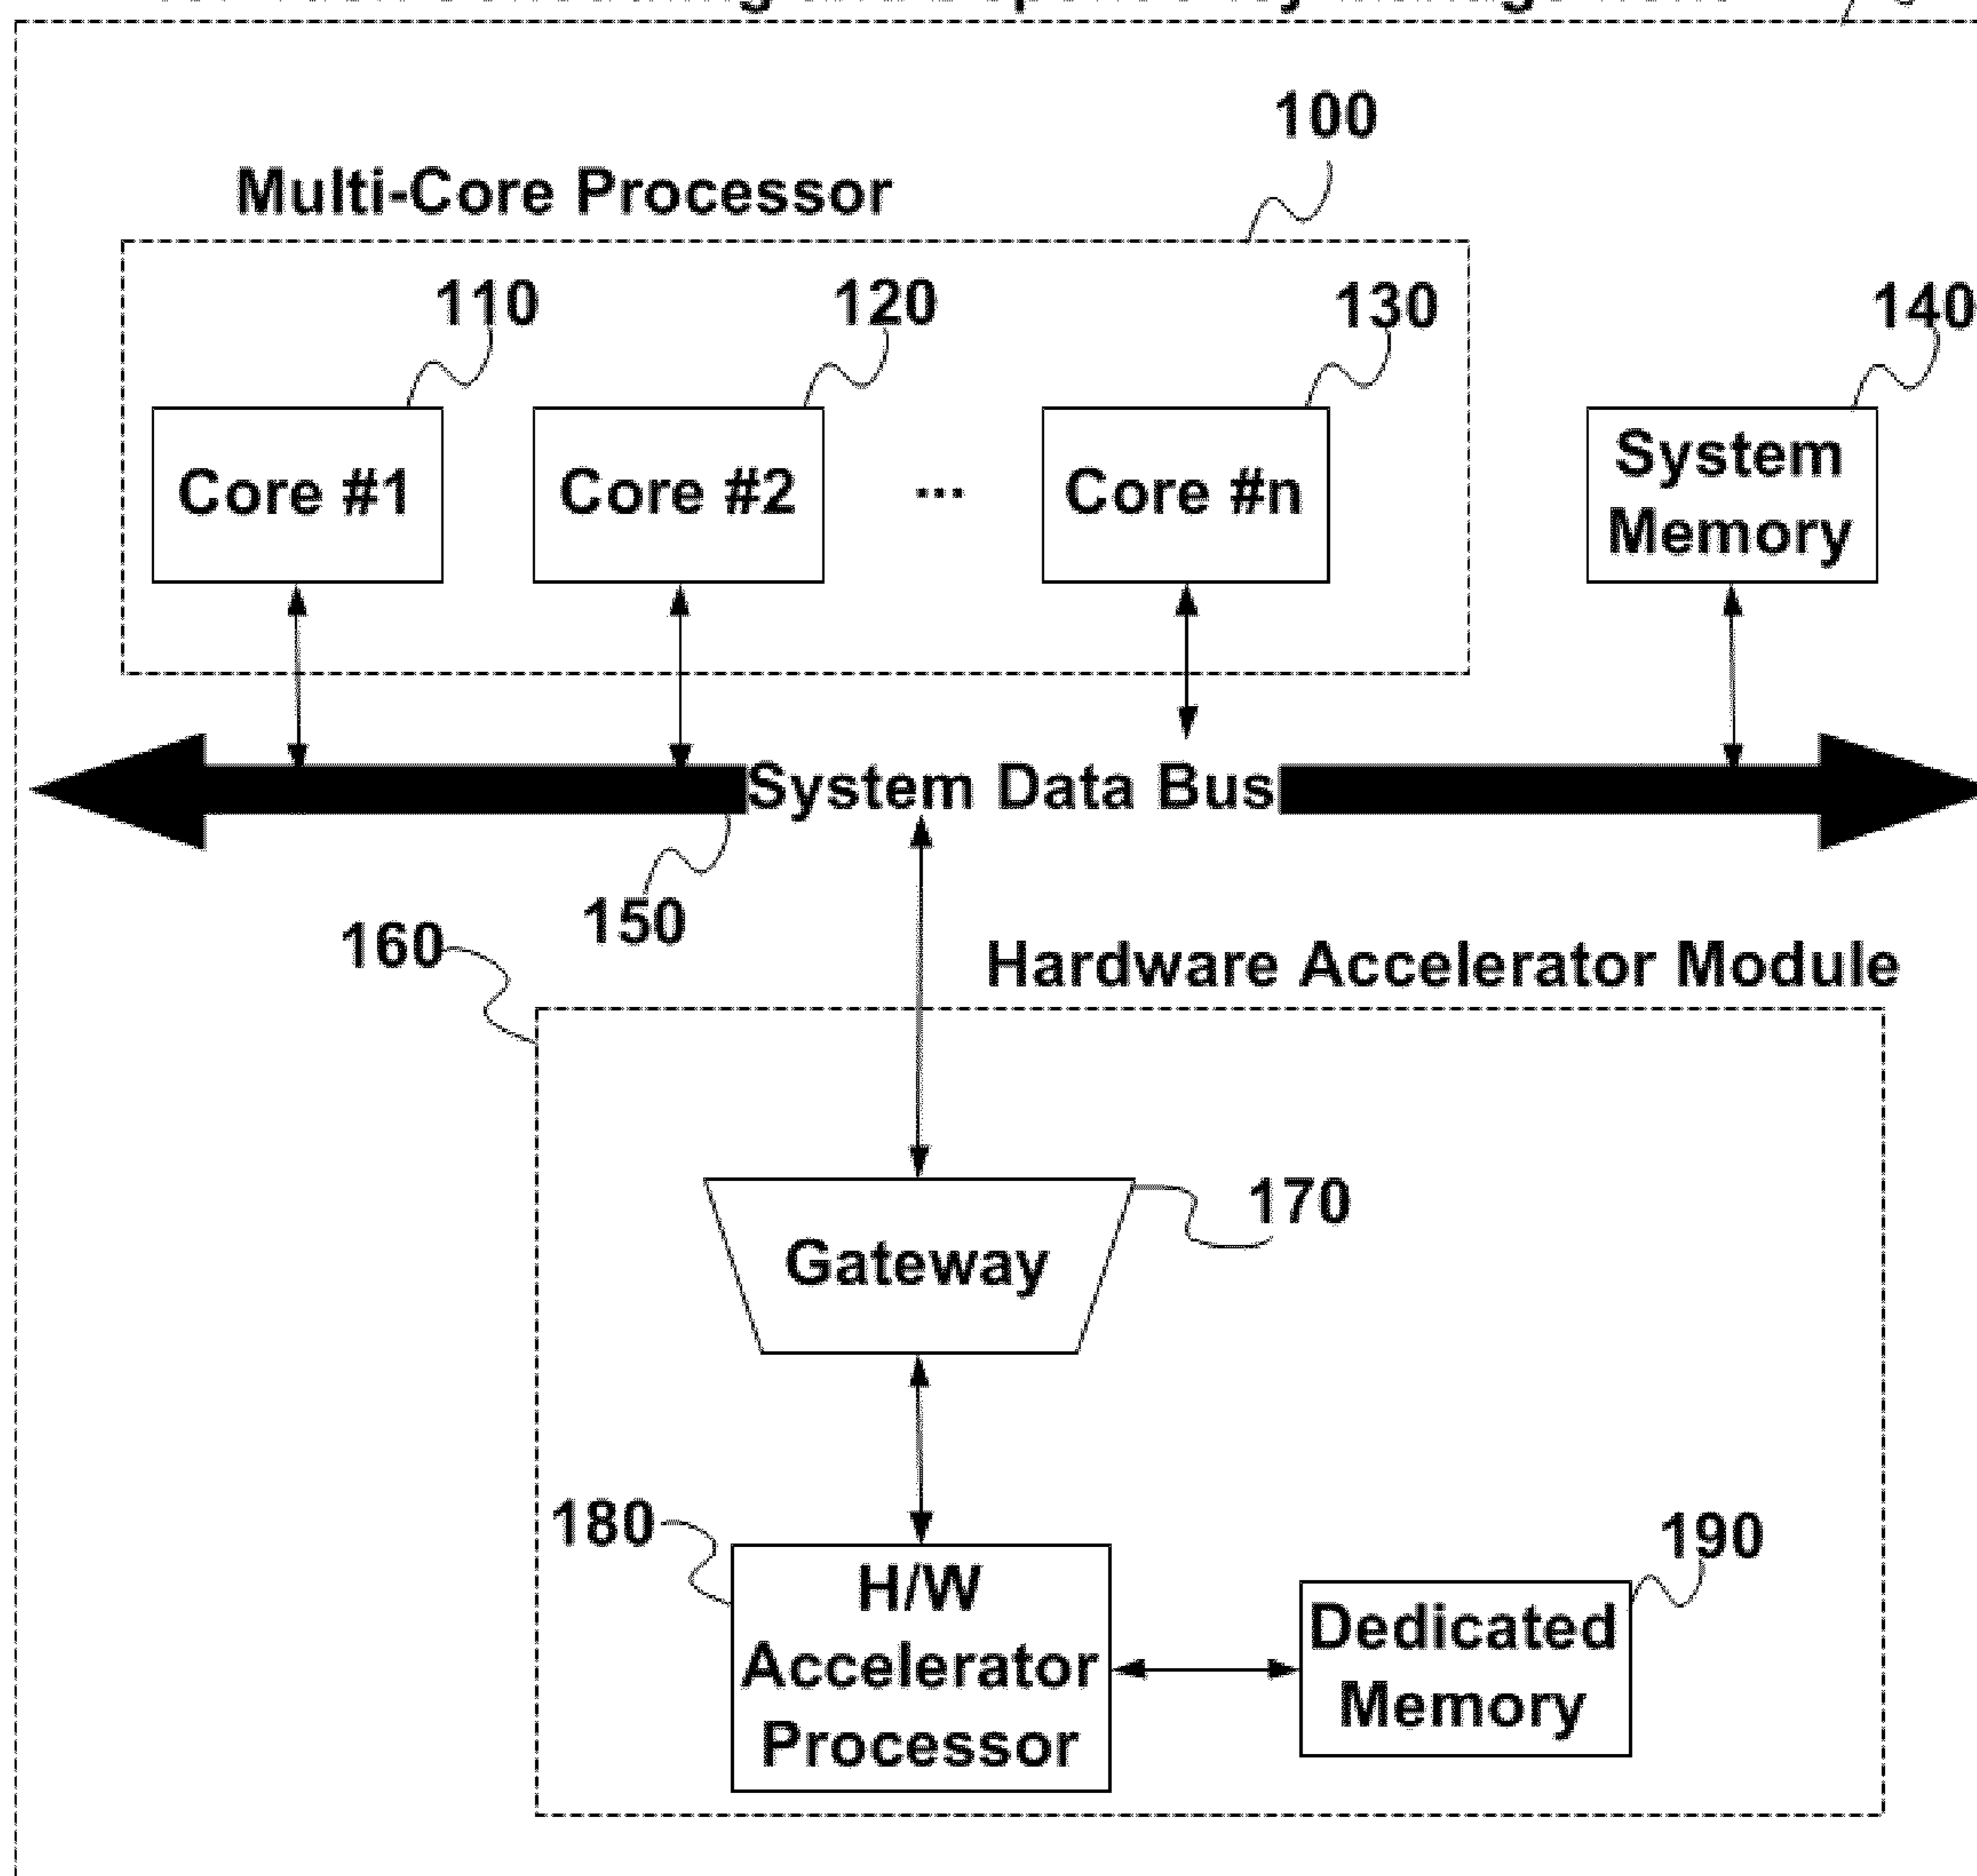 100
Multi-Core Processor
110
120
130
140
Core #1
Core #2
...
Core #n
System
Memory
System Data Bus
150
160
Hardware Accelerator Module
170
Gateway
180
190
H/W
Accelerator
Processor
Dedicated
Memory